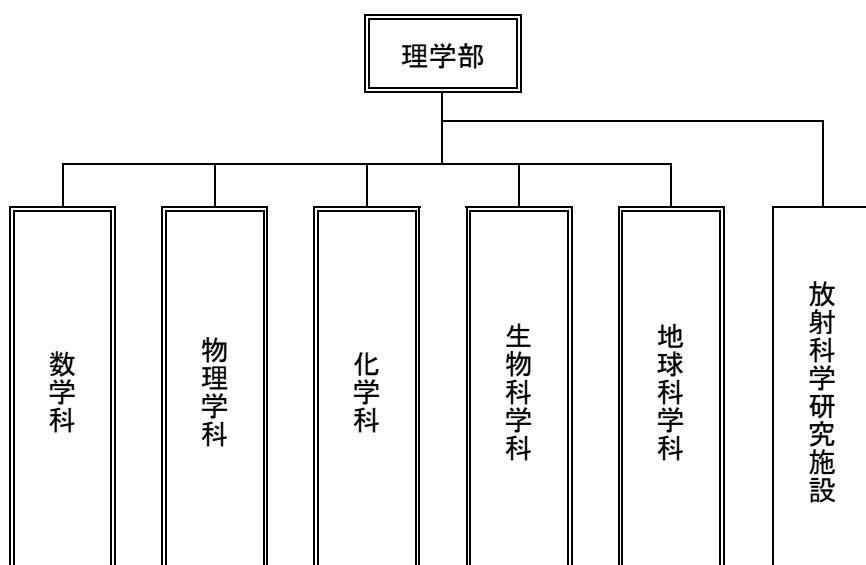 理学部
数学科
物理学科
化学科
生物科学科
地球科学科
放射科学研究施設